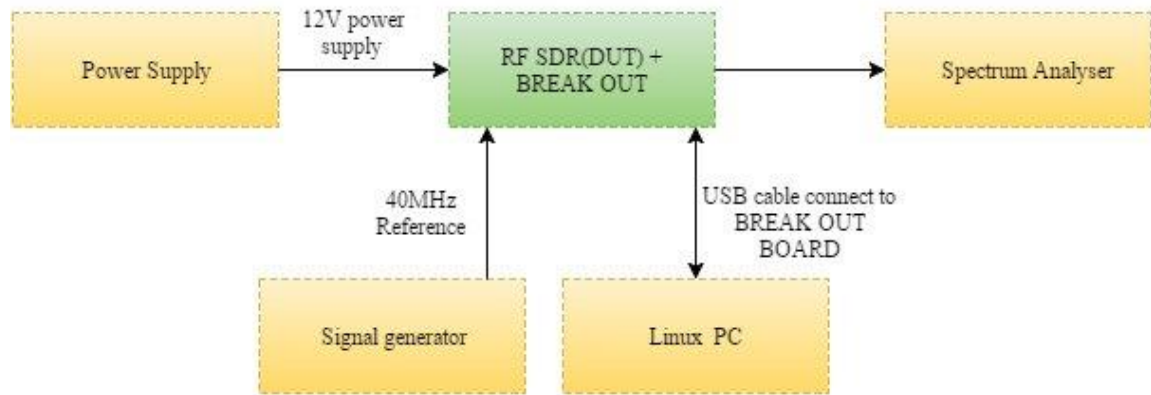 12V power
supply
Power Supply
RF SDR(DUT) +
BREAK OUT
Spectrum Analyser
40MHz
Reference
USB cable connect to
BREAK OUT
BOARD
Signal generator
Linux PC